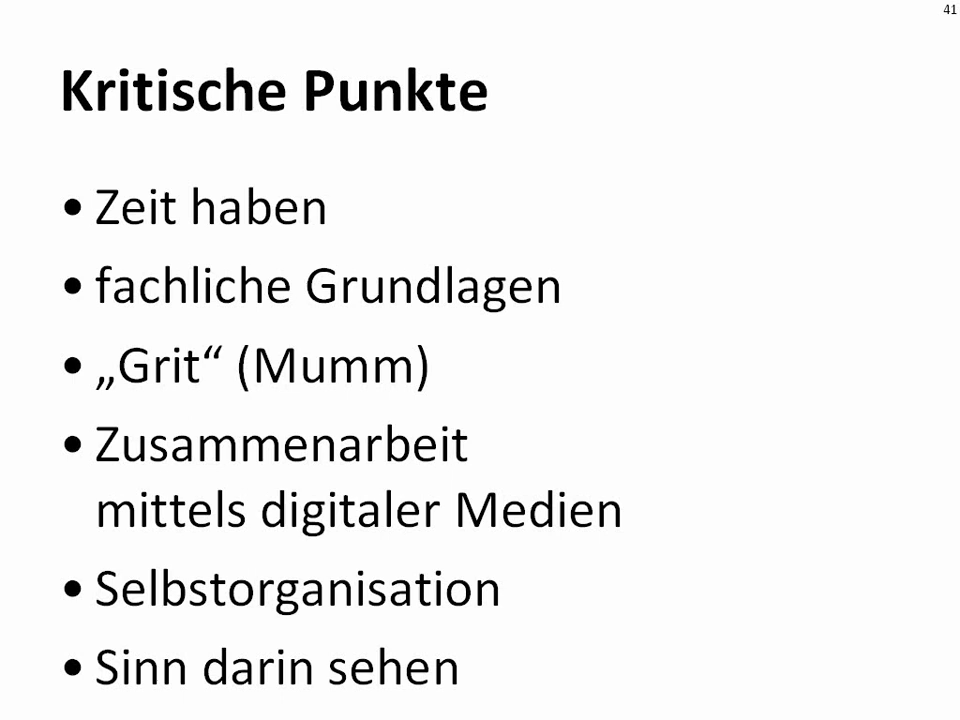 41
Kritische Punkte
• Zeit haben
• fachliche Grundlagen
• „Grit“ (Mumm)
• Zusammenarbeit
mittels digitaler Medien
• Selbstorganisation
• Sinn darin sehen